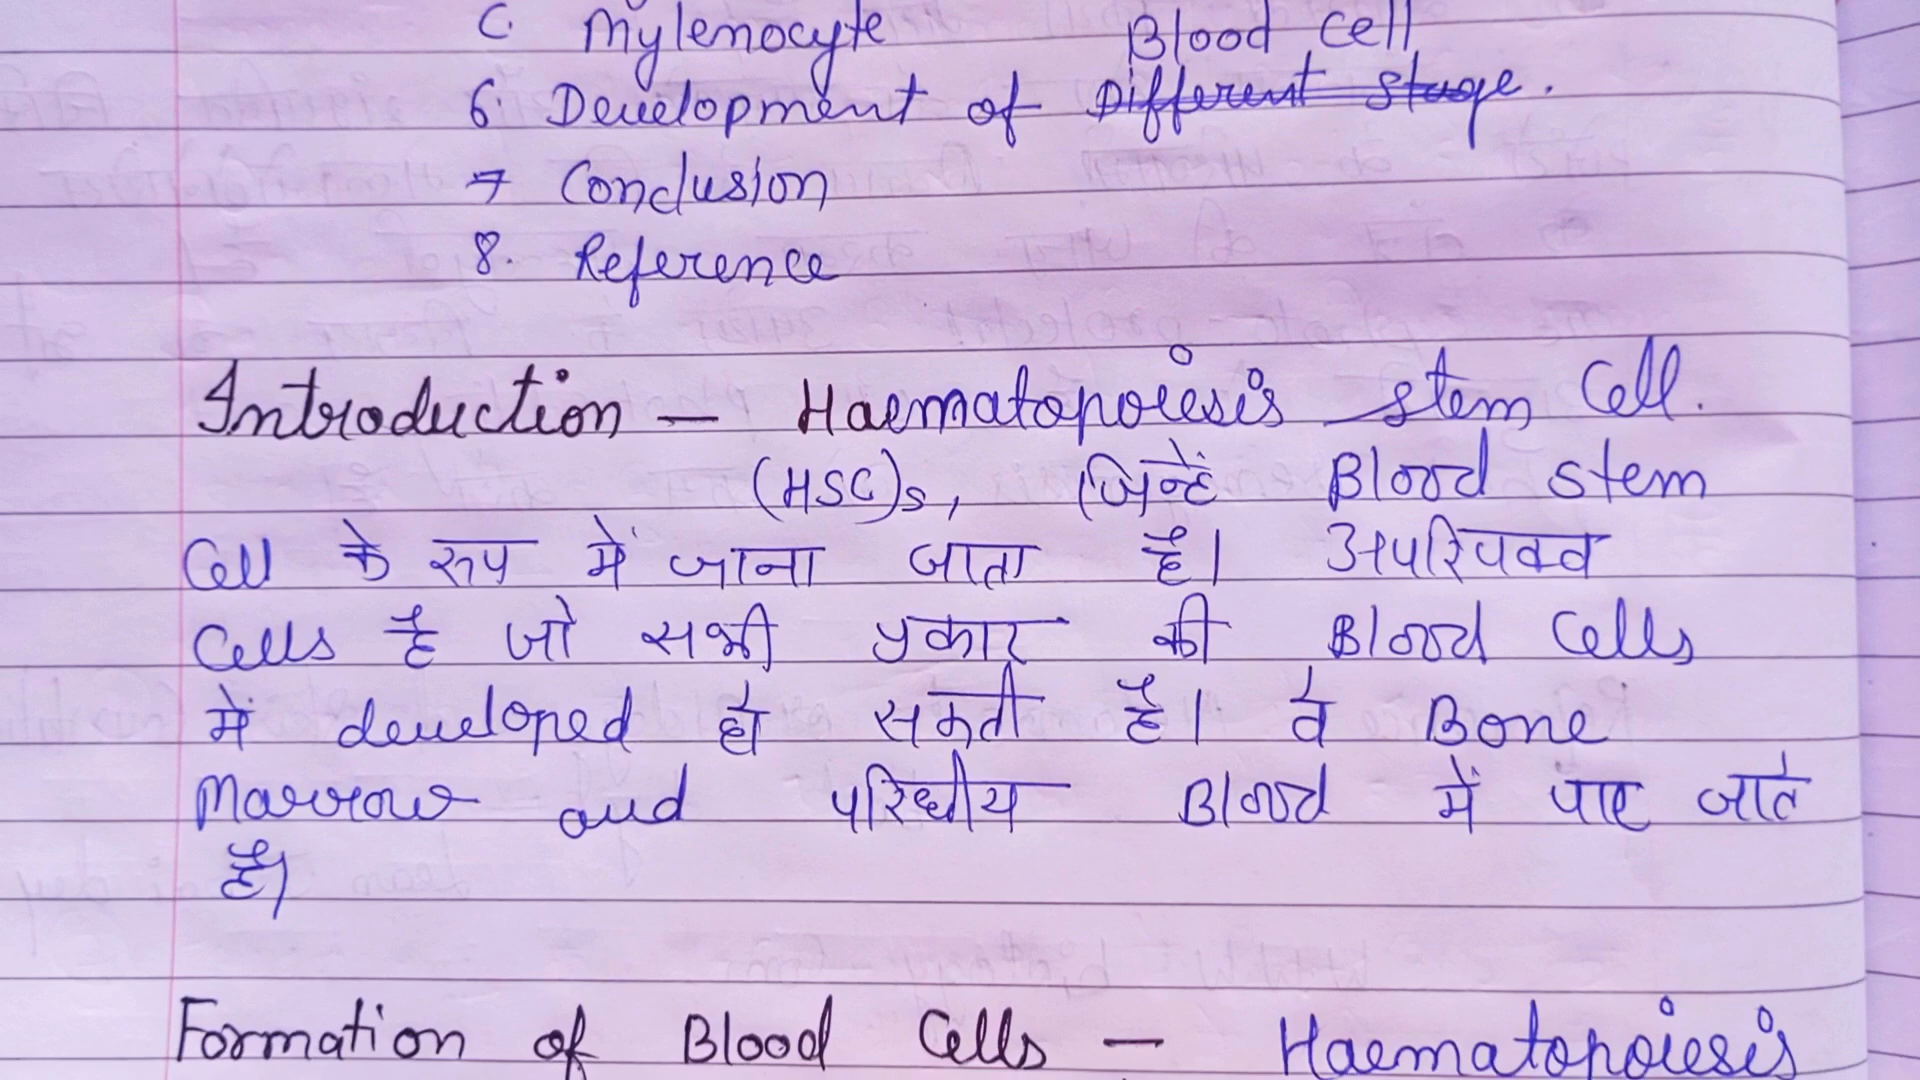 C. Mylenocyte
Blood Cell
6. Development of Different stage.
7 Conclusion
8. Reference
Introduction – Haematopoiesis stem Cell.
(HSC)s, जिन्हें Blood stem
Cell के रूप में जाना जाता है। अपरिपक्व
Cells है जो सभी प्रकार की Blood Cells
में developed हो सकती है। वे Bone
Marrow and परिधीय Blood में पाए जाते
है।
Formation of Blood Cells – Haematopoiesis